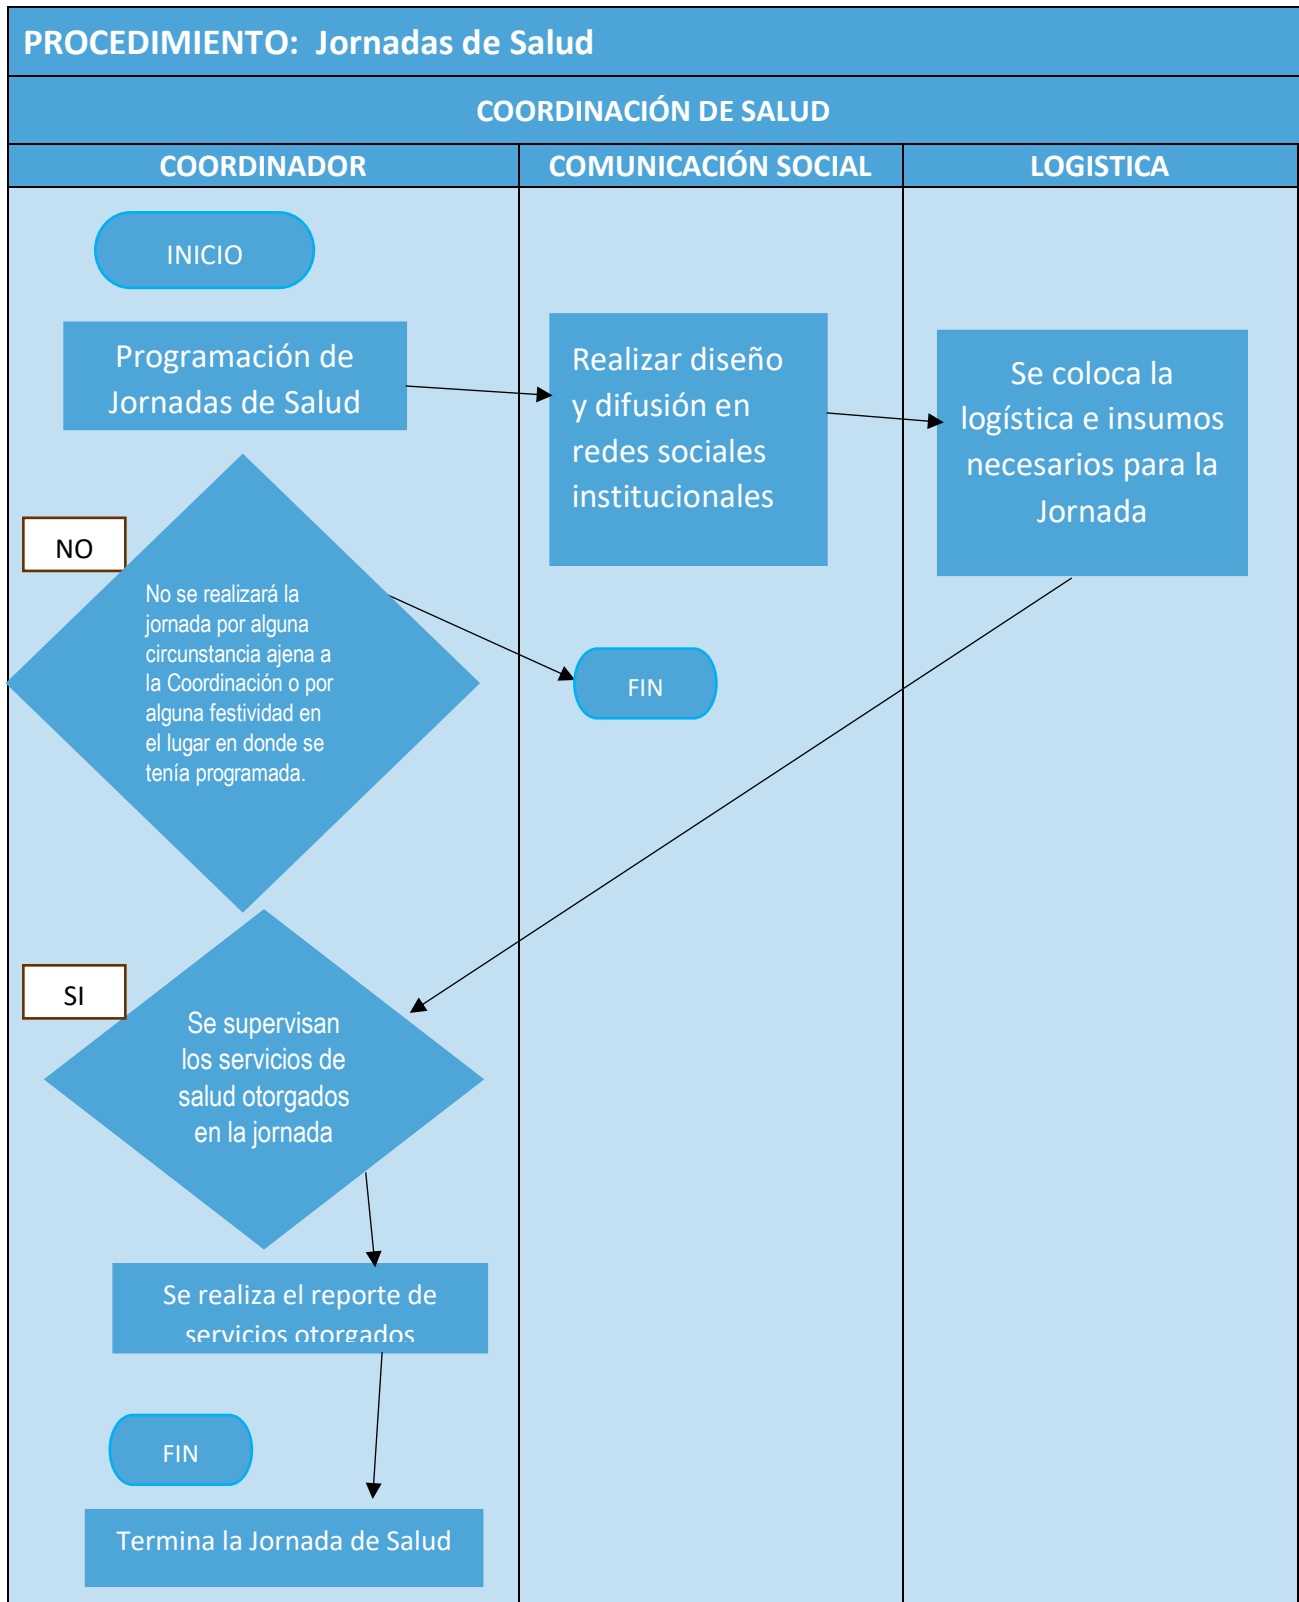 PROCEDIMIENTO: Jornadas de Salud
COORDINACIÓN DE SALUD
COORDINADOR
COMUNICACIÓN SOCIAL
LOGISTICA
INICIO
Programación de
Jornadas de Salud
Realizar diseño
y difusión en
redes sociales
institucionales
Se coloca la
logística e insumos
necesarios para la
Jornada
NO
No se realizará la
jornada por alguna
circunstancia ajena a
la Coordinación o por
alguna festividad en
el lugar en donde se
tenía programada.
FIN
SI
Se supervisan
los servicios de
salud otorgados
en la jornada
Se realiza el reporte de
servicios otorgados
FIN
Termina la Jornada de Salud